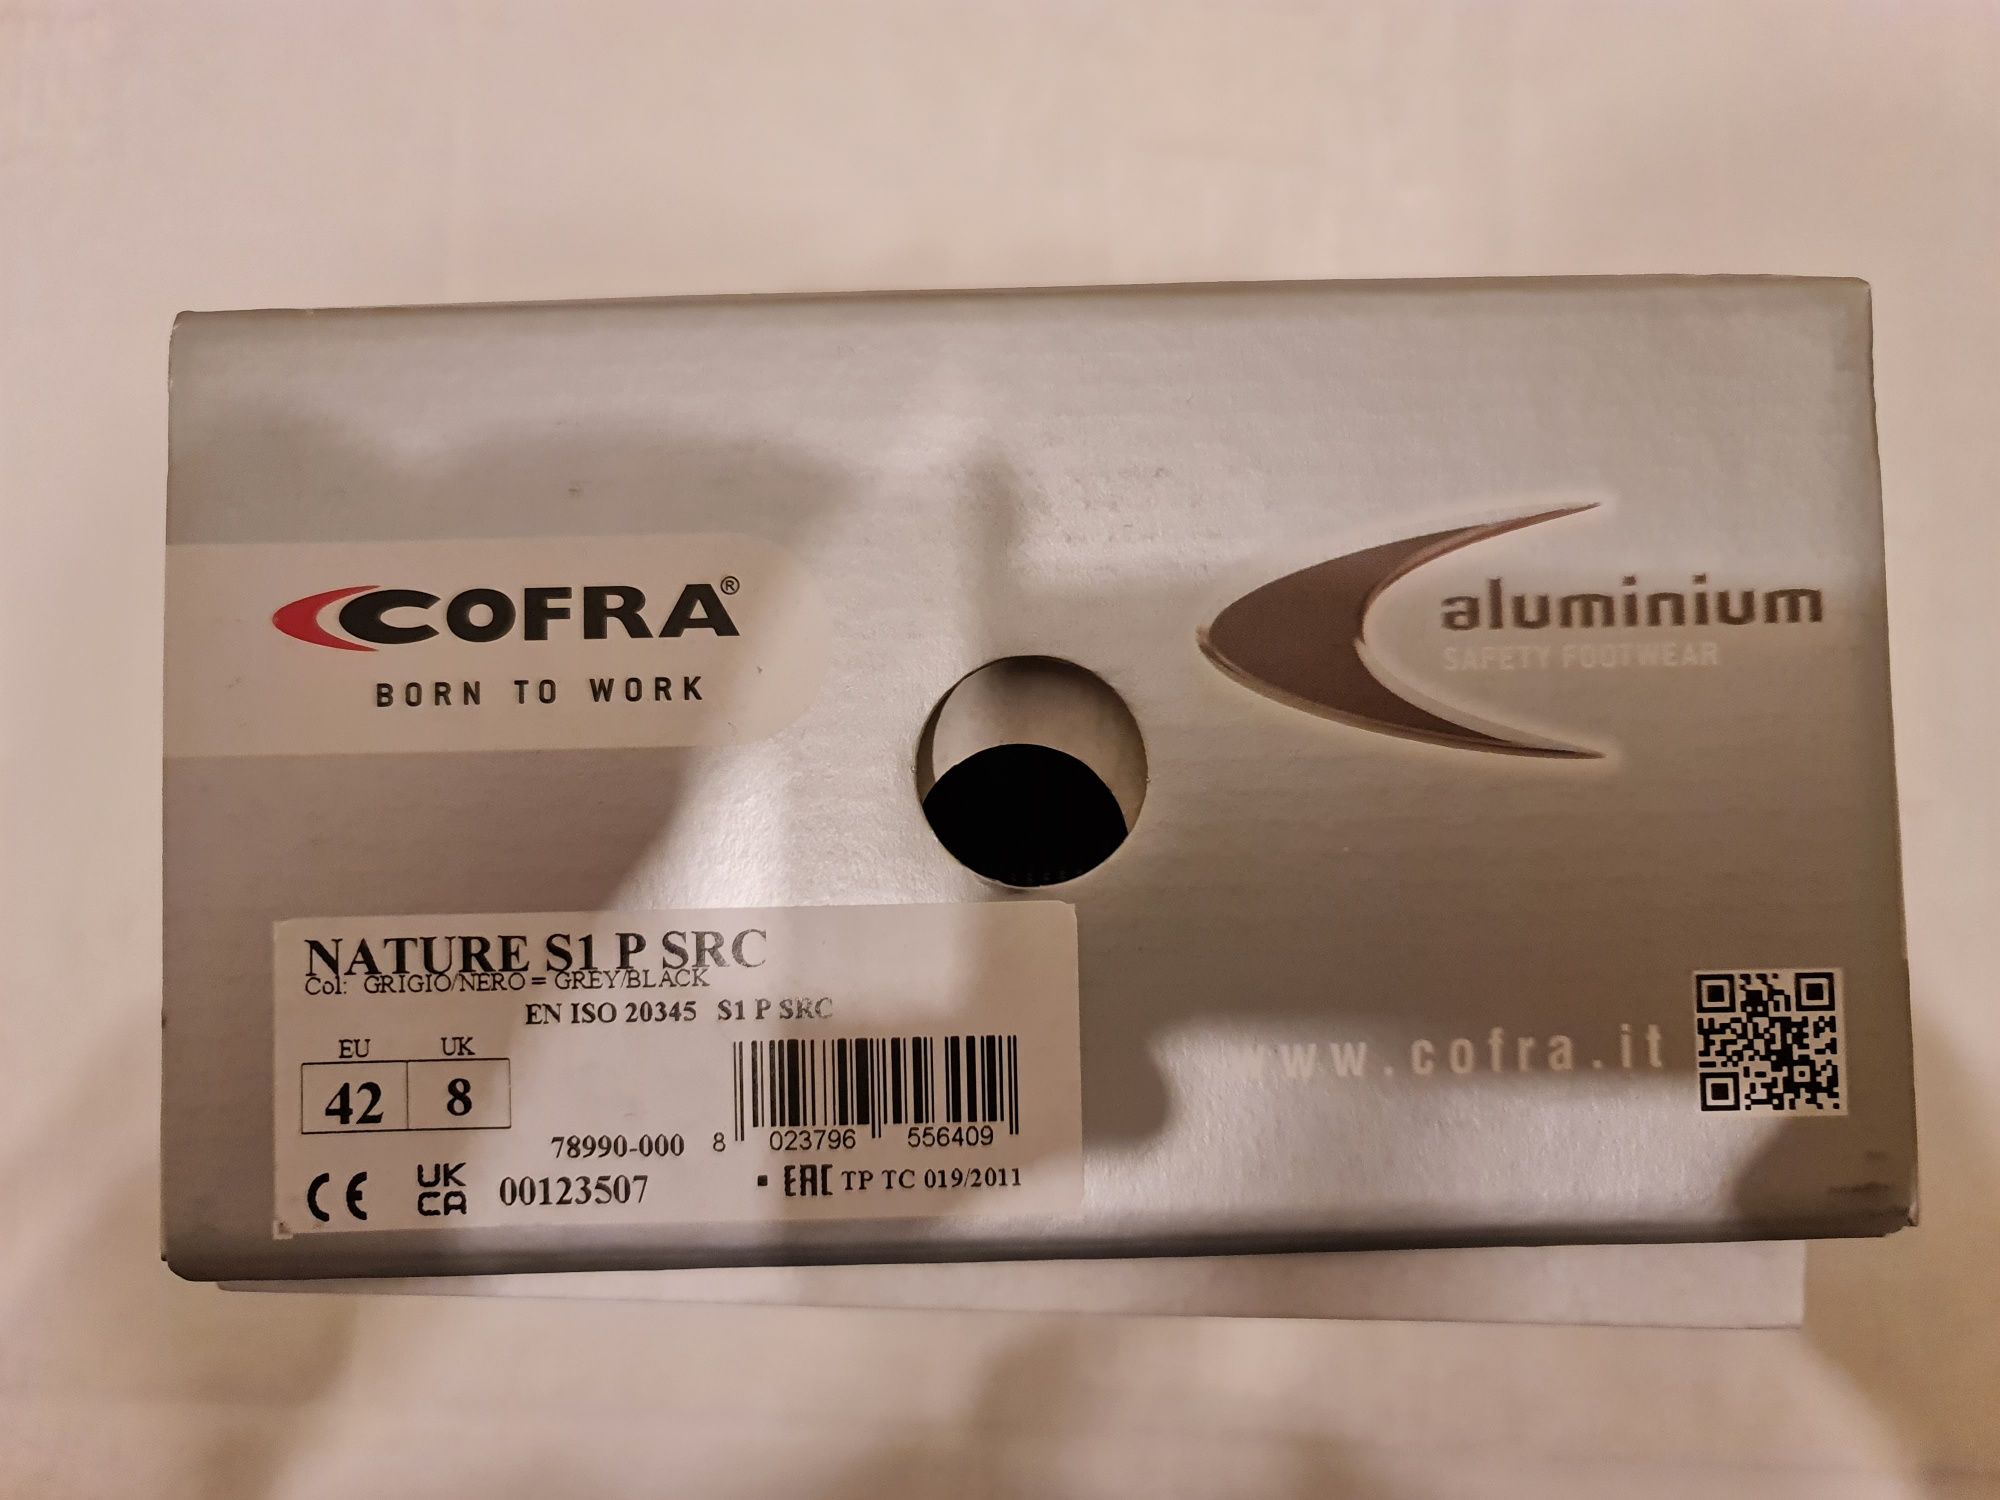 COFRA®
BORN TO WORK
aluminium
SAFETY FOOTWEAR
NATURE S1 P SRC
Col: GRIGIO/NERO = GREY/BLACK
EN ISO 20345 S1 P SRC
EU UK
42 8
78990-000
8 023796 556409
CE UK CA 00123507
EAC TP TC 019/2011
www.cofra.it